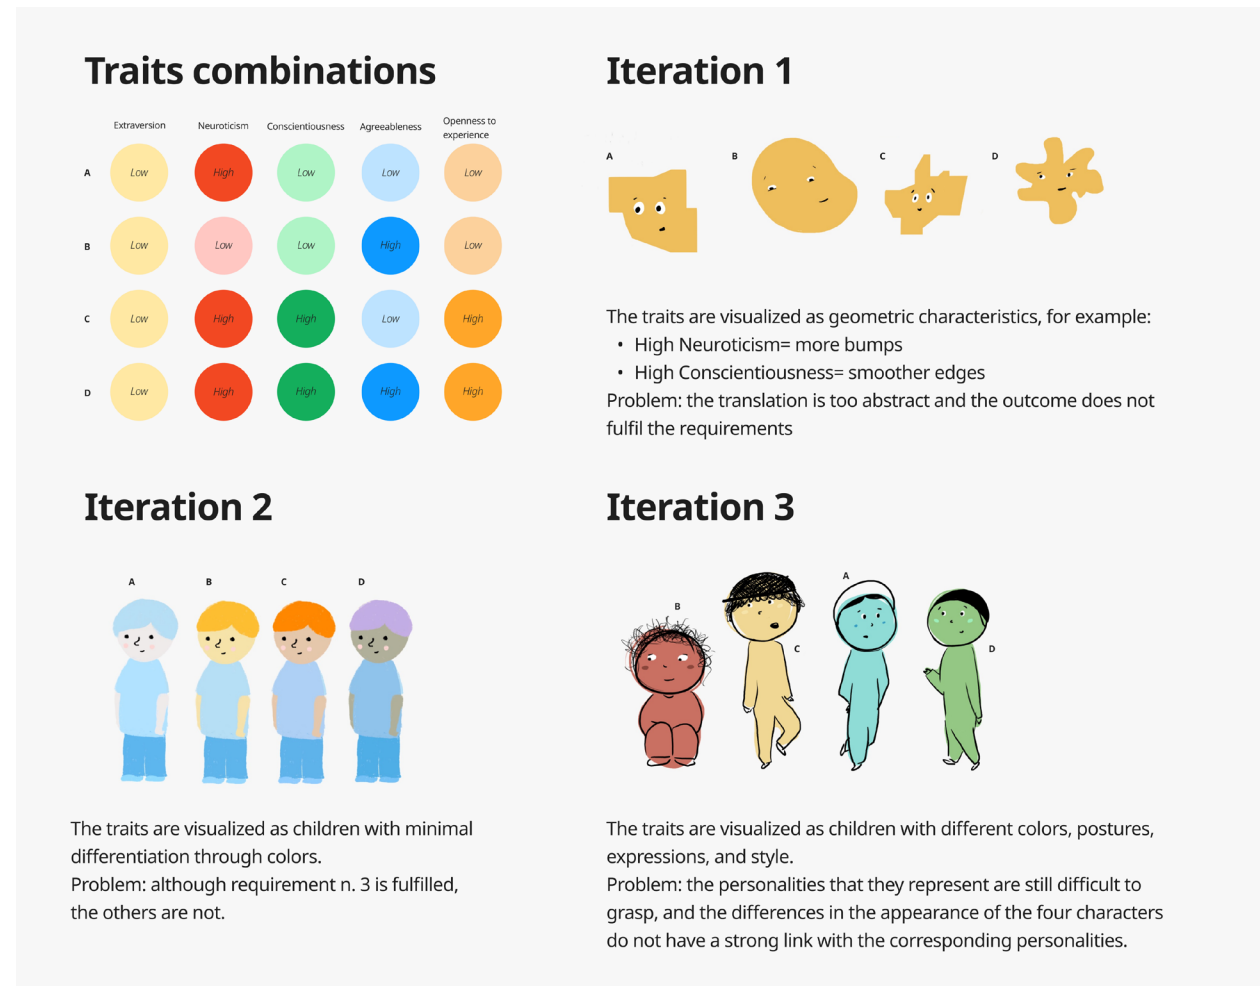 Traits combinations
Extraversion Neuroticism Conscientiousness Agreeableness Openness to experience
A Low High Low Low Low
B Low Low Low High Low
C Low High High Low High
D Low High High High High
Iteration 1
A B C D
The traits are visualized as geometric characteristics, for example:
• High Neuroticism= more bumps
• High Conscientiousness= smoother edges
Problem: the translation is too abstract and the outcome does not
fulfil the requirements
Iteration 2
A B C D
The traits are visualized as children with minimal
differentiation through colors.
Problem: although requirement n. 3 is fulfilled,
the others are not.
Iteration 3
B C A D
The traits are visualized as children with different colors, postures,
expressions, and style.
Problem: the personalities that they represent are still difficult to
grasp, and the differences in the appearance of the four characters
do not have a strong link with the corresponding personalities.